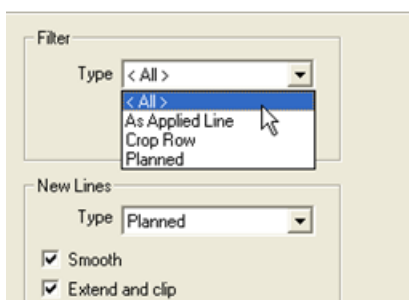 Filter
Type < All >
< All >
As Applied Line
Crop Row
Planned
New Lines
Type Planned
Smooth
Extend and clip